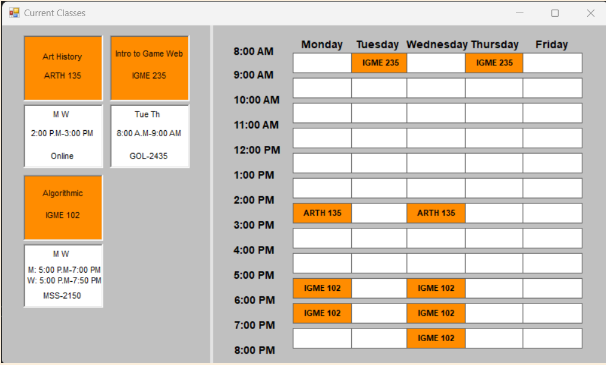 Current Classes
Art History
ARTH 135
M W
2:00 PM-3:00 PM
Online
Intro to Game Web
IGME 235
Tue Th
8:00 A.M-9:00 AM
GOL-2435
Algorithmic
IGME 102
M W
M: 5:00 P.M-7:00 PM
W: 5:00 P.M-7:50 PM
MSS-2150
Monday Tuesday Wednesday Thursday Friday
8:00 AM
IGME 235 IGME 235
9:00 AM
10:00 AM
11:00 AM
12:00 PM
1:00 PM
2:00 PM
ARTH 135 ARTH 135
3:00 PM
4:00 PM
5:00 PM
IGME 102 IGME 102
6:00 PM
IGME 102 IGME 102
7:00 PM
IGME 102
8:00 PM